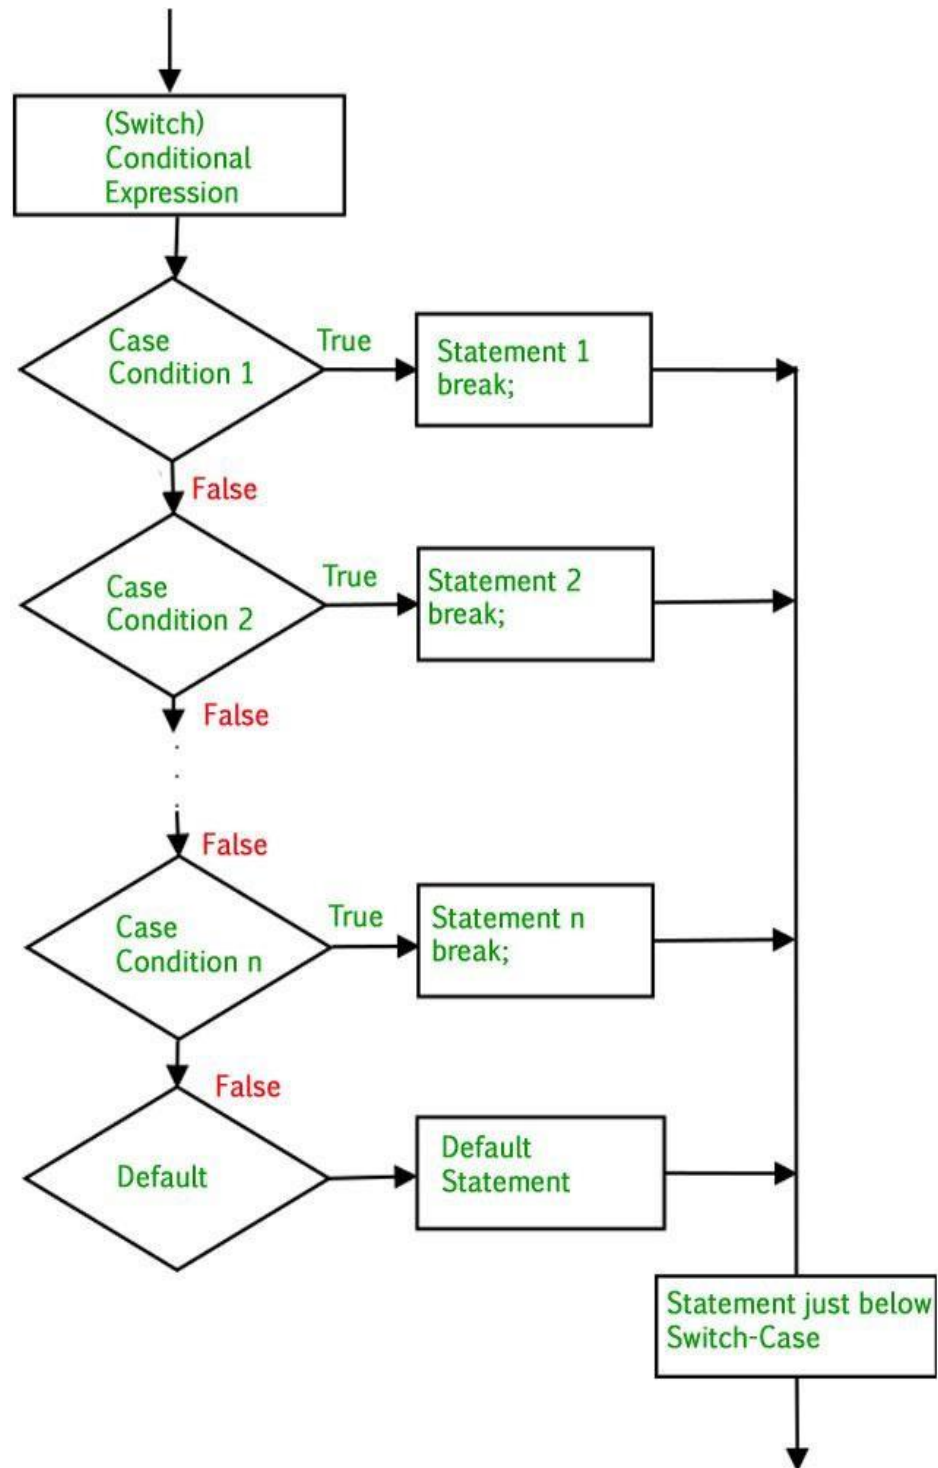 (Switch)
Conditional
Expression
Case
Condition 1
True
Statement 1
break;
False
Case
Condition 2
True
Statement 2
break;
False
False
Case
Condition n
True
Statement n
break;
False
Default
Default
Statement
Statement just below
Switch-Case